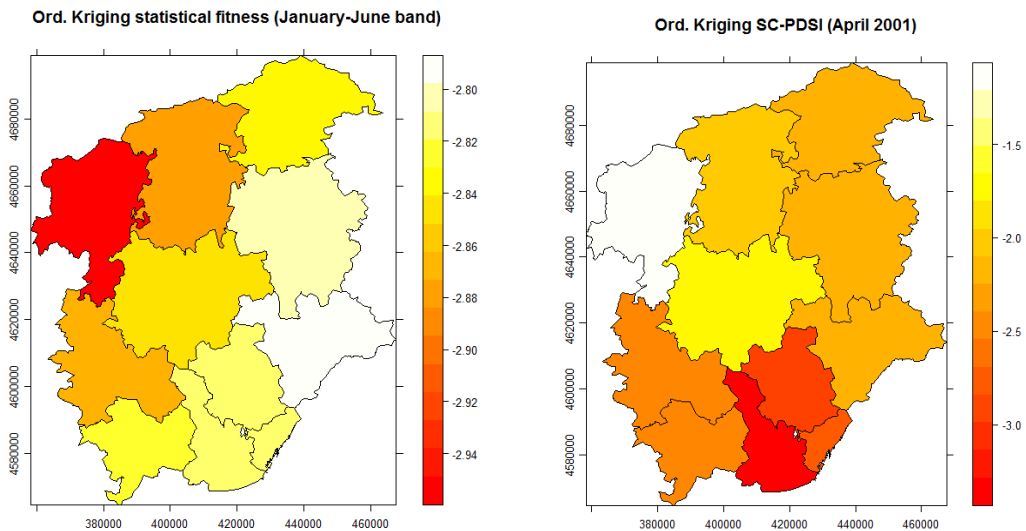 Ord. Kriging statistical fitness (January-June band)
4580000 4600000 4620000 4640000 4660000 4680000
380000 400000 420000 440000 460000
-2.80
-2.82
-2.84
-2.86
-2.88
-2.90
-2.92
-2.94
Ord. Kriging SC-PDSI (April 2001)
4580000 4600000 4620000 4640000 4660000 4680000
380000 400000 420000 440000 460000
-1.5
-2.0
-2.5
-3.0